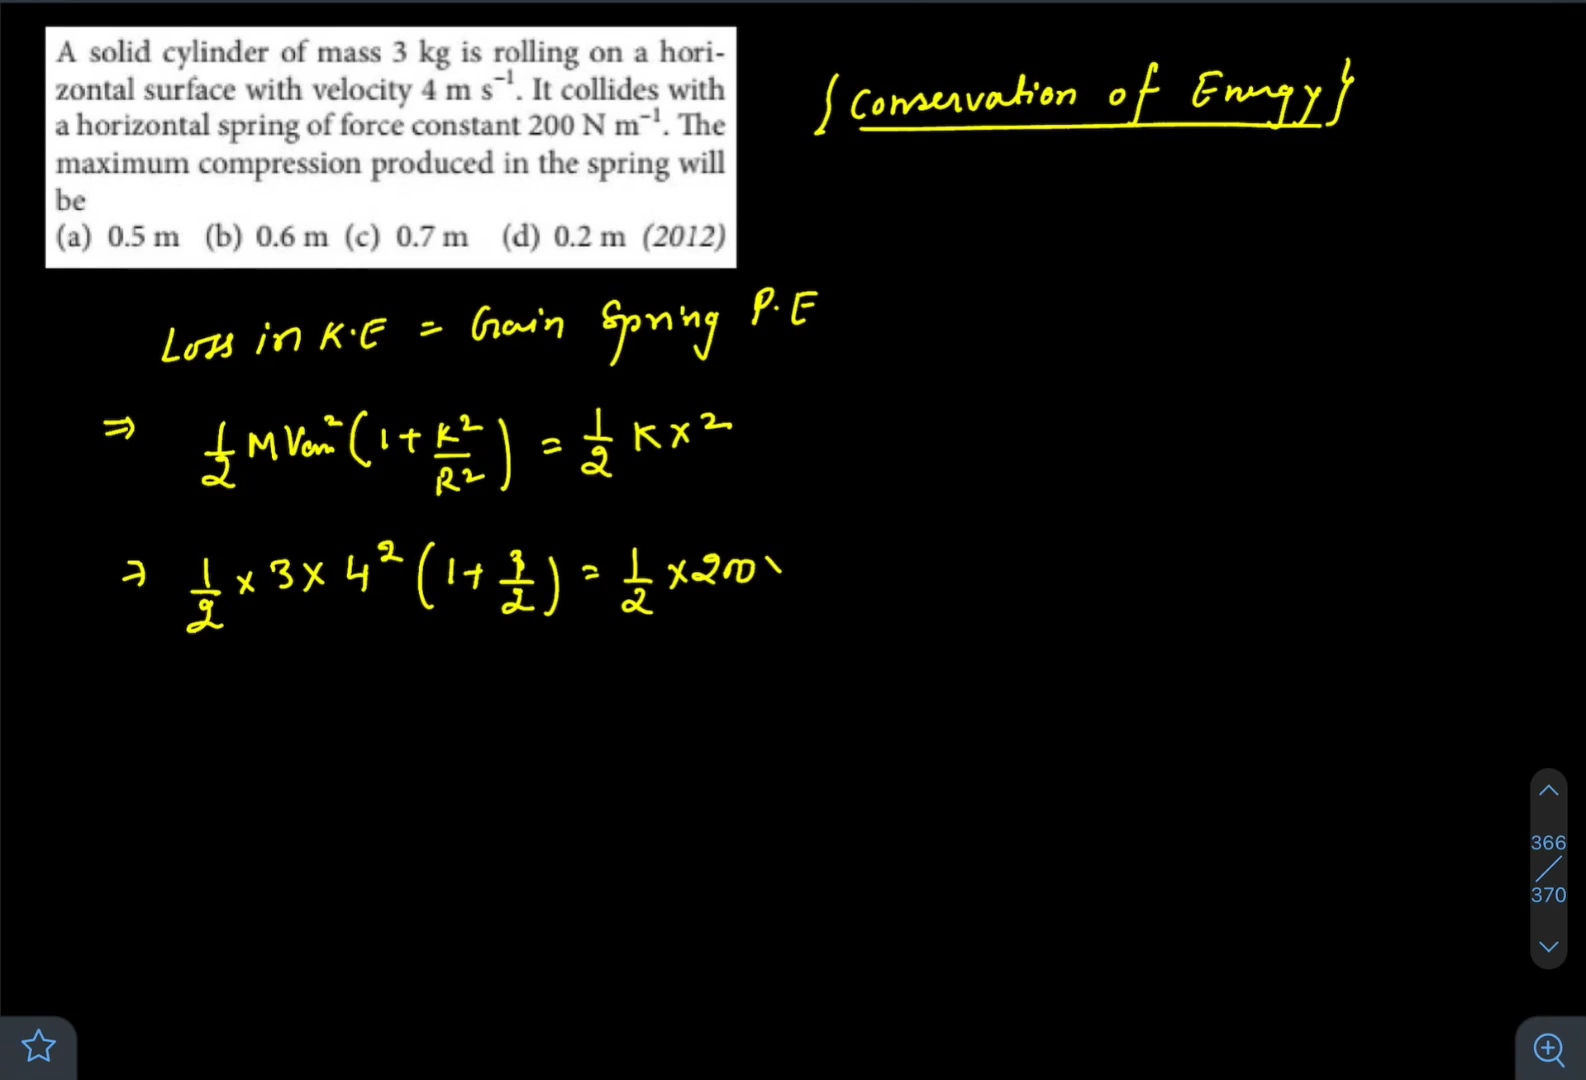 A solid cylinder of mass 3 kg is rolling on a hori-
zontal surface with velocity 4 m s⁻¹. It collides with
a horizontal spring of force constant 200 N m⁻¹. The
maximum compression produced in the spring will
be
(a) 0.5 m (b) 0.6 m (c) 0.7 m (d) 0.2 m (2012)
{Conservation of Energy}
Loss in K.E = Gain Spring P.E
⇒ 1/2 M Vcm² (1 + K²/R²) = 1/2 K x²
⇒ 1/2 × 3 × 4² (1 + 1/2) = 1/2 × 200
366
/
370